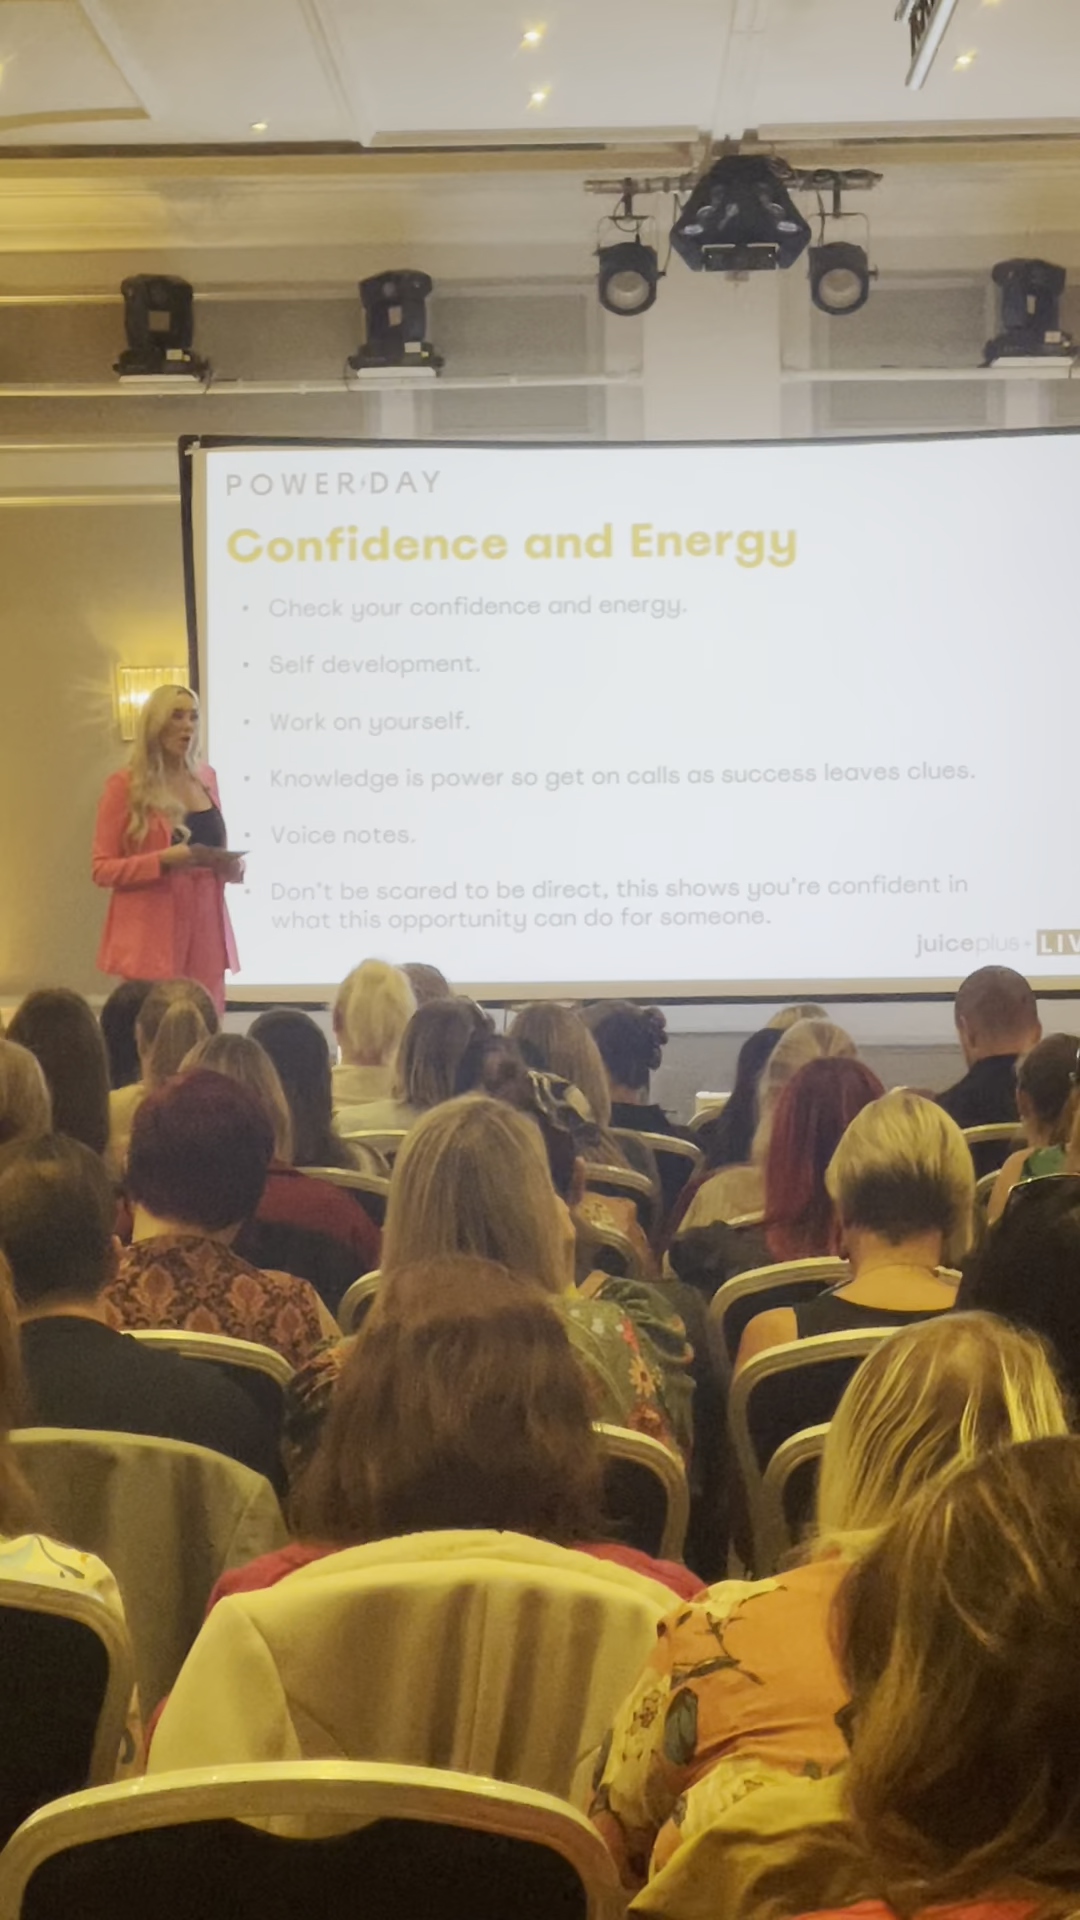 POWER⚡DAY
Confidence and Energy
• Check your confidence and energy.
• Self development.
• Work on yourself.
• Knowledge is power so get on calls as success leaves clues.
• Voice notes.
• Don't be scared to be direct, this shows you're confident in
what this opportunity can do for someone.
juiceplus+ LIV